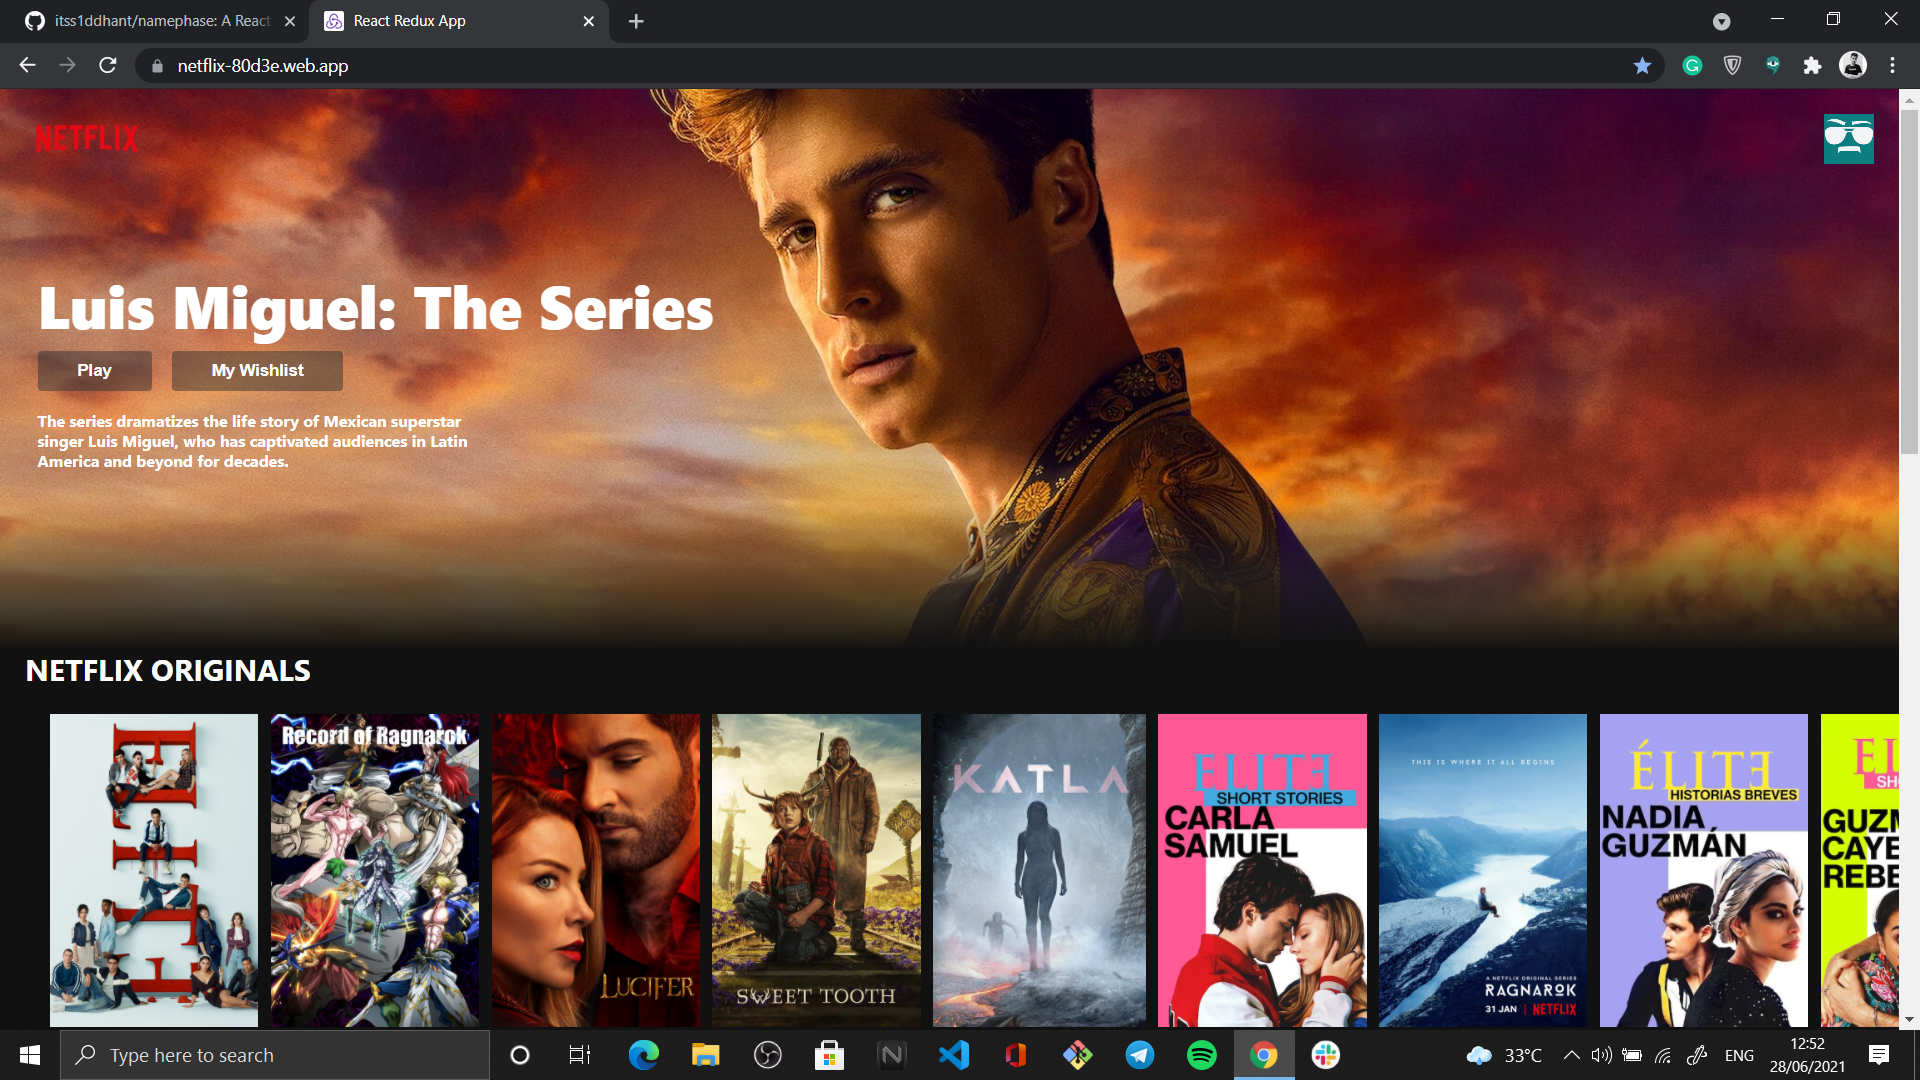 itss1ddhant/namephase: A React
React Redux App
netflix-80d3e.web.app
NETFLIX
Luis Miguel: The Series
Play
My Wishlist
The series dramatizes the life story of Mexican superstar
singer Luis Miguel, who has captivated audiences in Latin
America and beyond for decades.
NETFLIX ORIGINALS
ELITE
Record of Ragnarok
LUCIFER
SWEET TOOTH
KATLA
ELITE
SHORT STORIES
CARLA
SAMUEL
THIS IS WHERE IT ALL BEGINS
A NETFLIX ORIGINAL SERIES
RAGNAROK
31 JAN | NETFLIX
ÉLITE
HISTORIAS BREVES
NADIA
GUZMÁN
EL
SH
GUZM
CAYE
REBE
Type here to search
33°C
ENG
12:52
28/06/2021